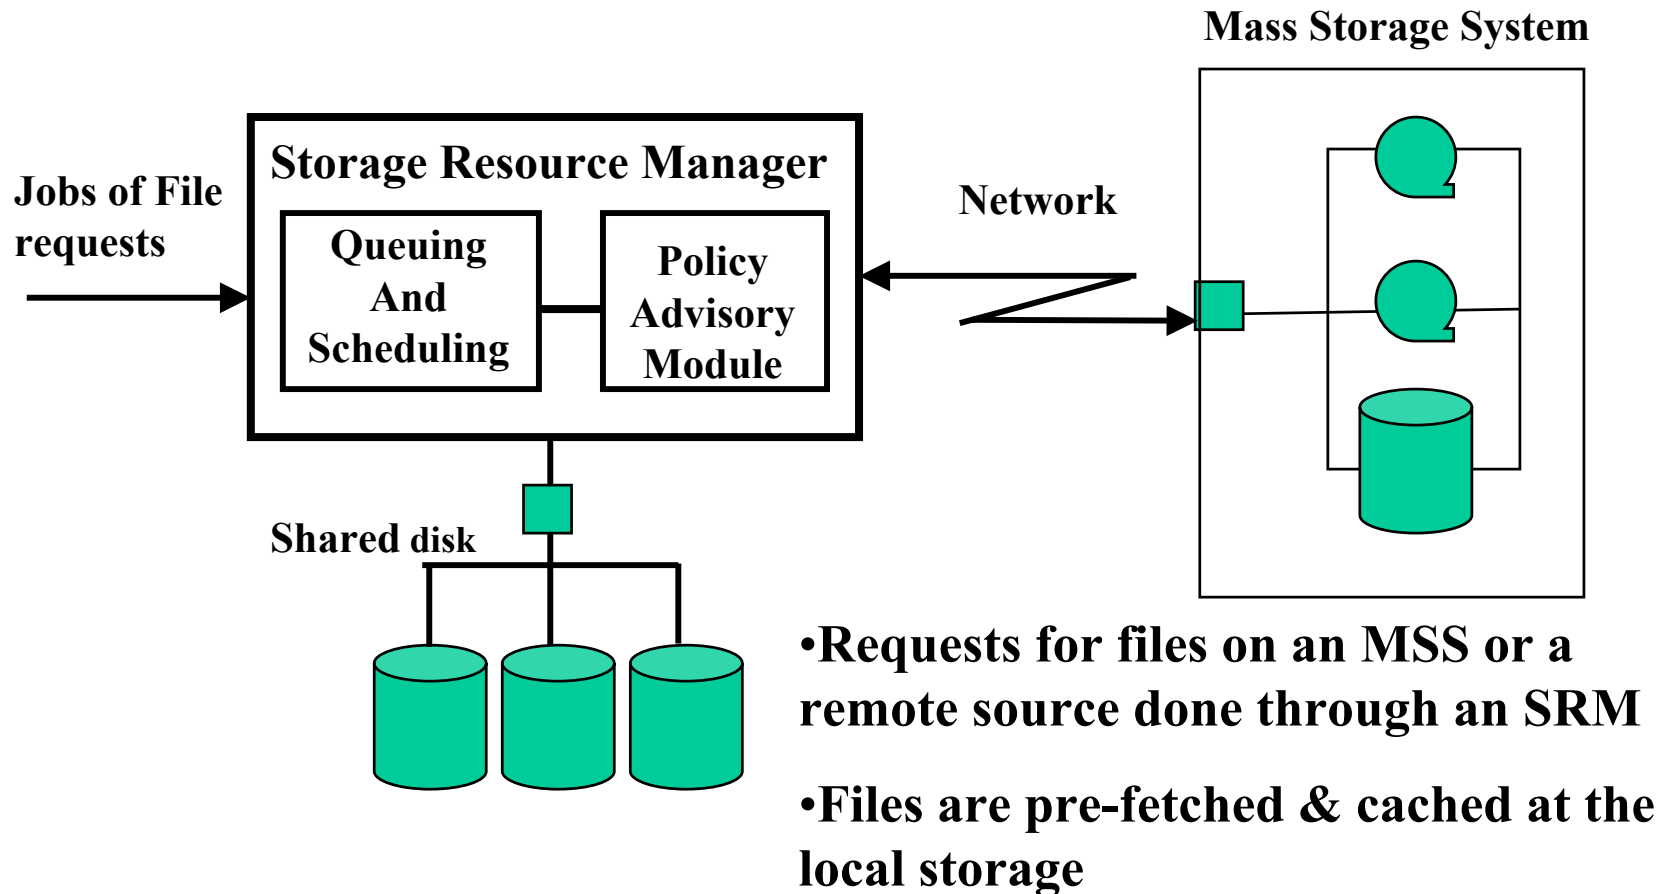 Mass Storage System
Storage Resource Manager
Jobs of File
requests
Queuing
And
Scheduling
Policy
Advisory
Module
Network
Shared disk
•Requests for files on an MSS or a
remote source done through an SRM
•Files are pre-fetched & cached at the
local storage